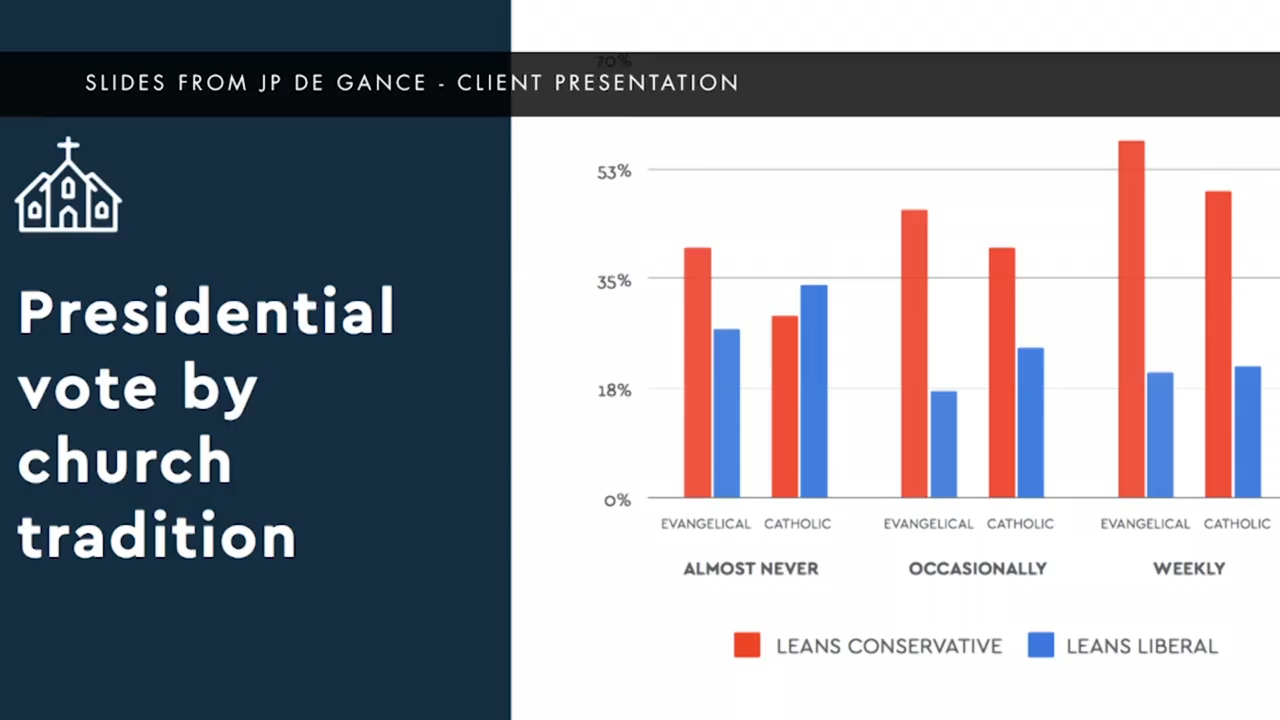 70%
SLIDES FROM JP DE GANCE - CLIENT PRESENTATION
Presidential
vote by
church
tradition
53%
35%
18%
0%
EVANGELICAL CATHOLIC EVANGELICAL CATHOLIC EVANGELICAL CATHOLIC
ALMOST NEVER OCCASIONALLY WEEKLY
LEANS CONSERVATIVE LEANS LIBERAL